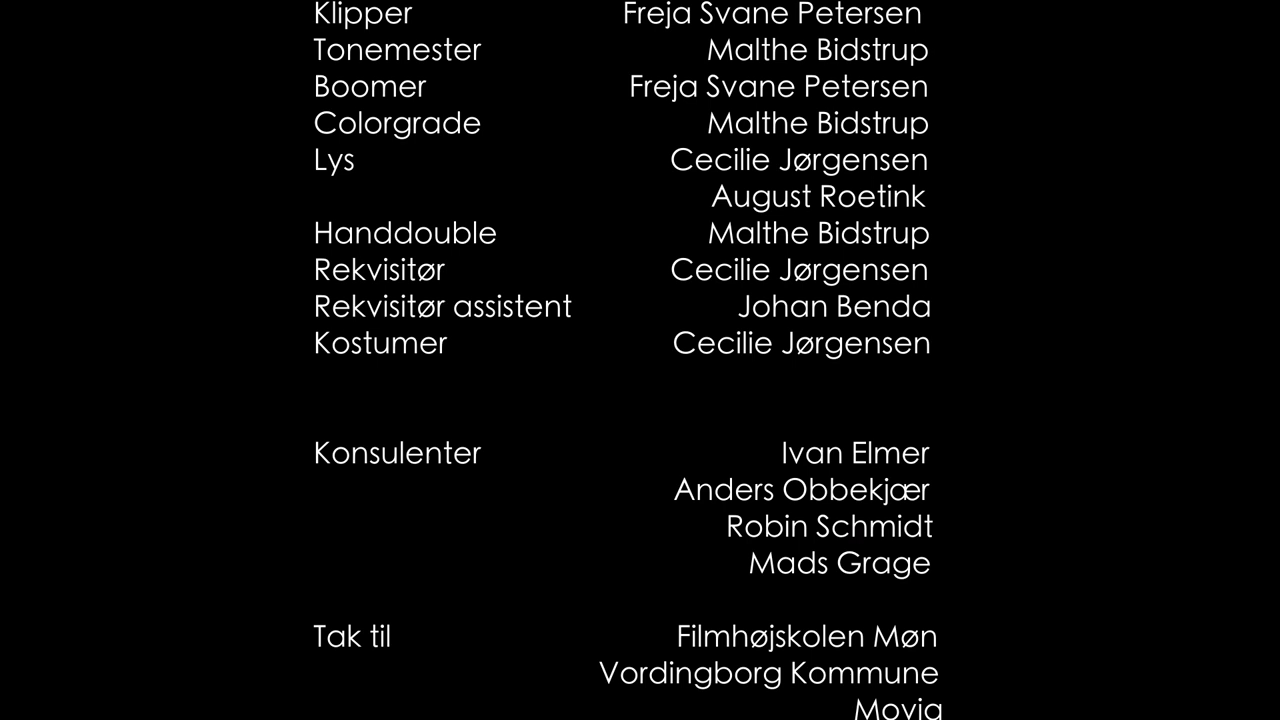 Klipper Freja Svane Petersen
Tonemester Malthe Bidstrup
Boomer Freja Svane Petersen
Colorgrade Malthe Bidstrup
Lys Cecilie Jørgensen
August Roetink
Handdouble Malthe Bidstrup
Rekvisitør Cecilie Jørgensen
Rekvisitør assistent Johan Benda
Kostumer Cecilie Jørgensen
Konsulenter Ivan Elmer
Anders Obbekjær
Robin Schmidt
Mads Grage
Tak til Filmhøjskolen Møn
Vordingborg Kommune
Movia